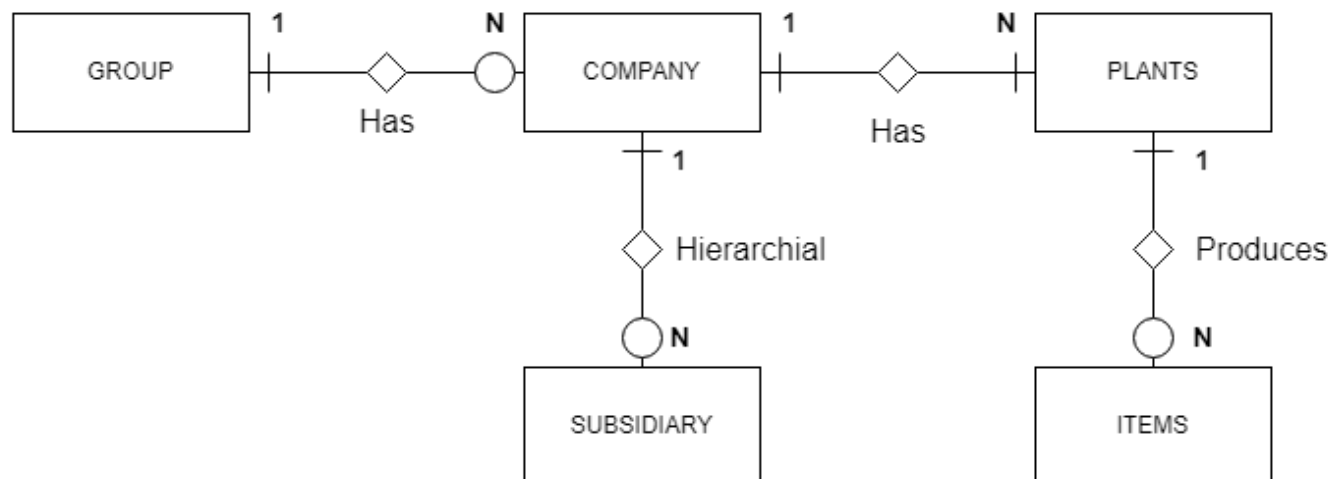 1 N 1 N
GROUP COMPANY PLANTS
Has Has
1 1
Hierarchial Produces
N N
SUBSIDIARY ITEMS